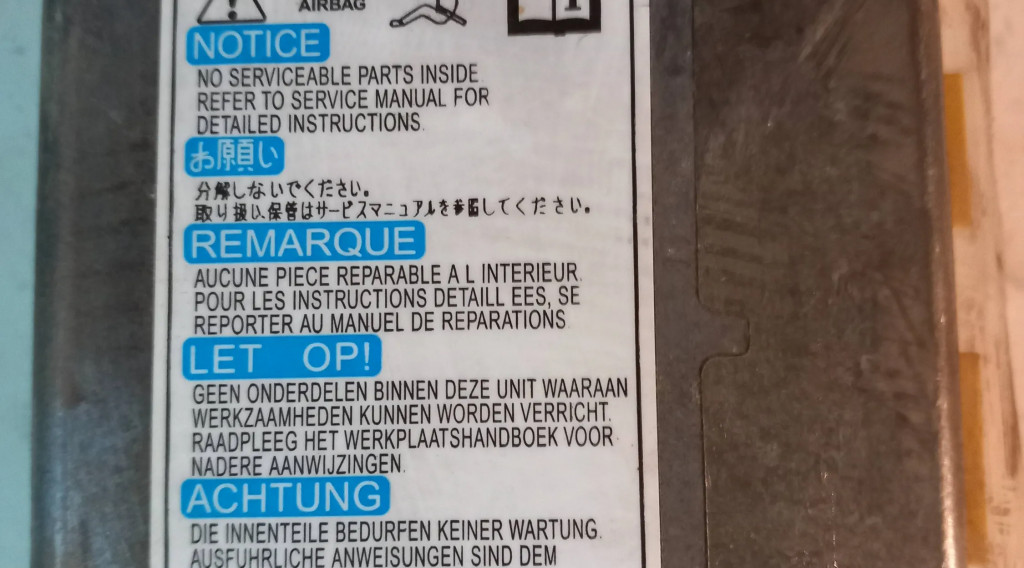 AIRBAG
NOTICE
NO SERVICEABLE PARTS INSIDE.
REFER TO SERVICE MANUAL FOR
DETAILED INSTRUCTIONS.
お願い
分解しないでください。
取り扱い、保管はサービスマニュアルを参照してください。
REMARQUE
AUCUNE PIECE REPARABLE A L INTERIEUR.
POUR LES INSTRUCTIONS DETAILL EES, SE
REPORTER AU MANUEL DE REPARATIONS
LET OP!
GEEN ONDERDELEN BINNEN DEZE UNIT WAARAAN
WERKZAAMHEDEN KUNNEN WORDEN VERRICHT.
RAADPLEEG HET WERKPLAATSHANDBOEK VOOR
NADERE AANWIJZINGEN.
ACHTUNG
DIE INNENTEILE BEDURFEN KEINER WARTUNG.
AUSFUHRLICHE ANWEISUNGEN SIND DEM